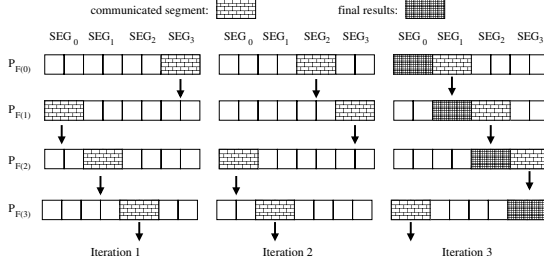 communicated segment: final results:
SEG0 SEG1 SEG2 SEG3 SEG0 SEG1 SEG2 SEG3 SEG0 SEG1 SEG2 SEG3
PF(0)
PF(1)
PF(2)
PF(3)
Iteration 1 Iteration 2 Iteration 3